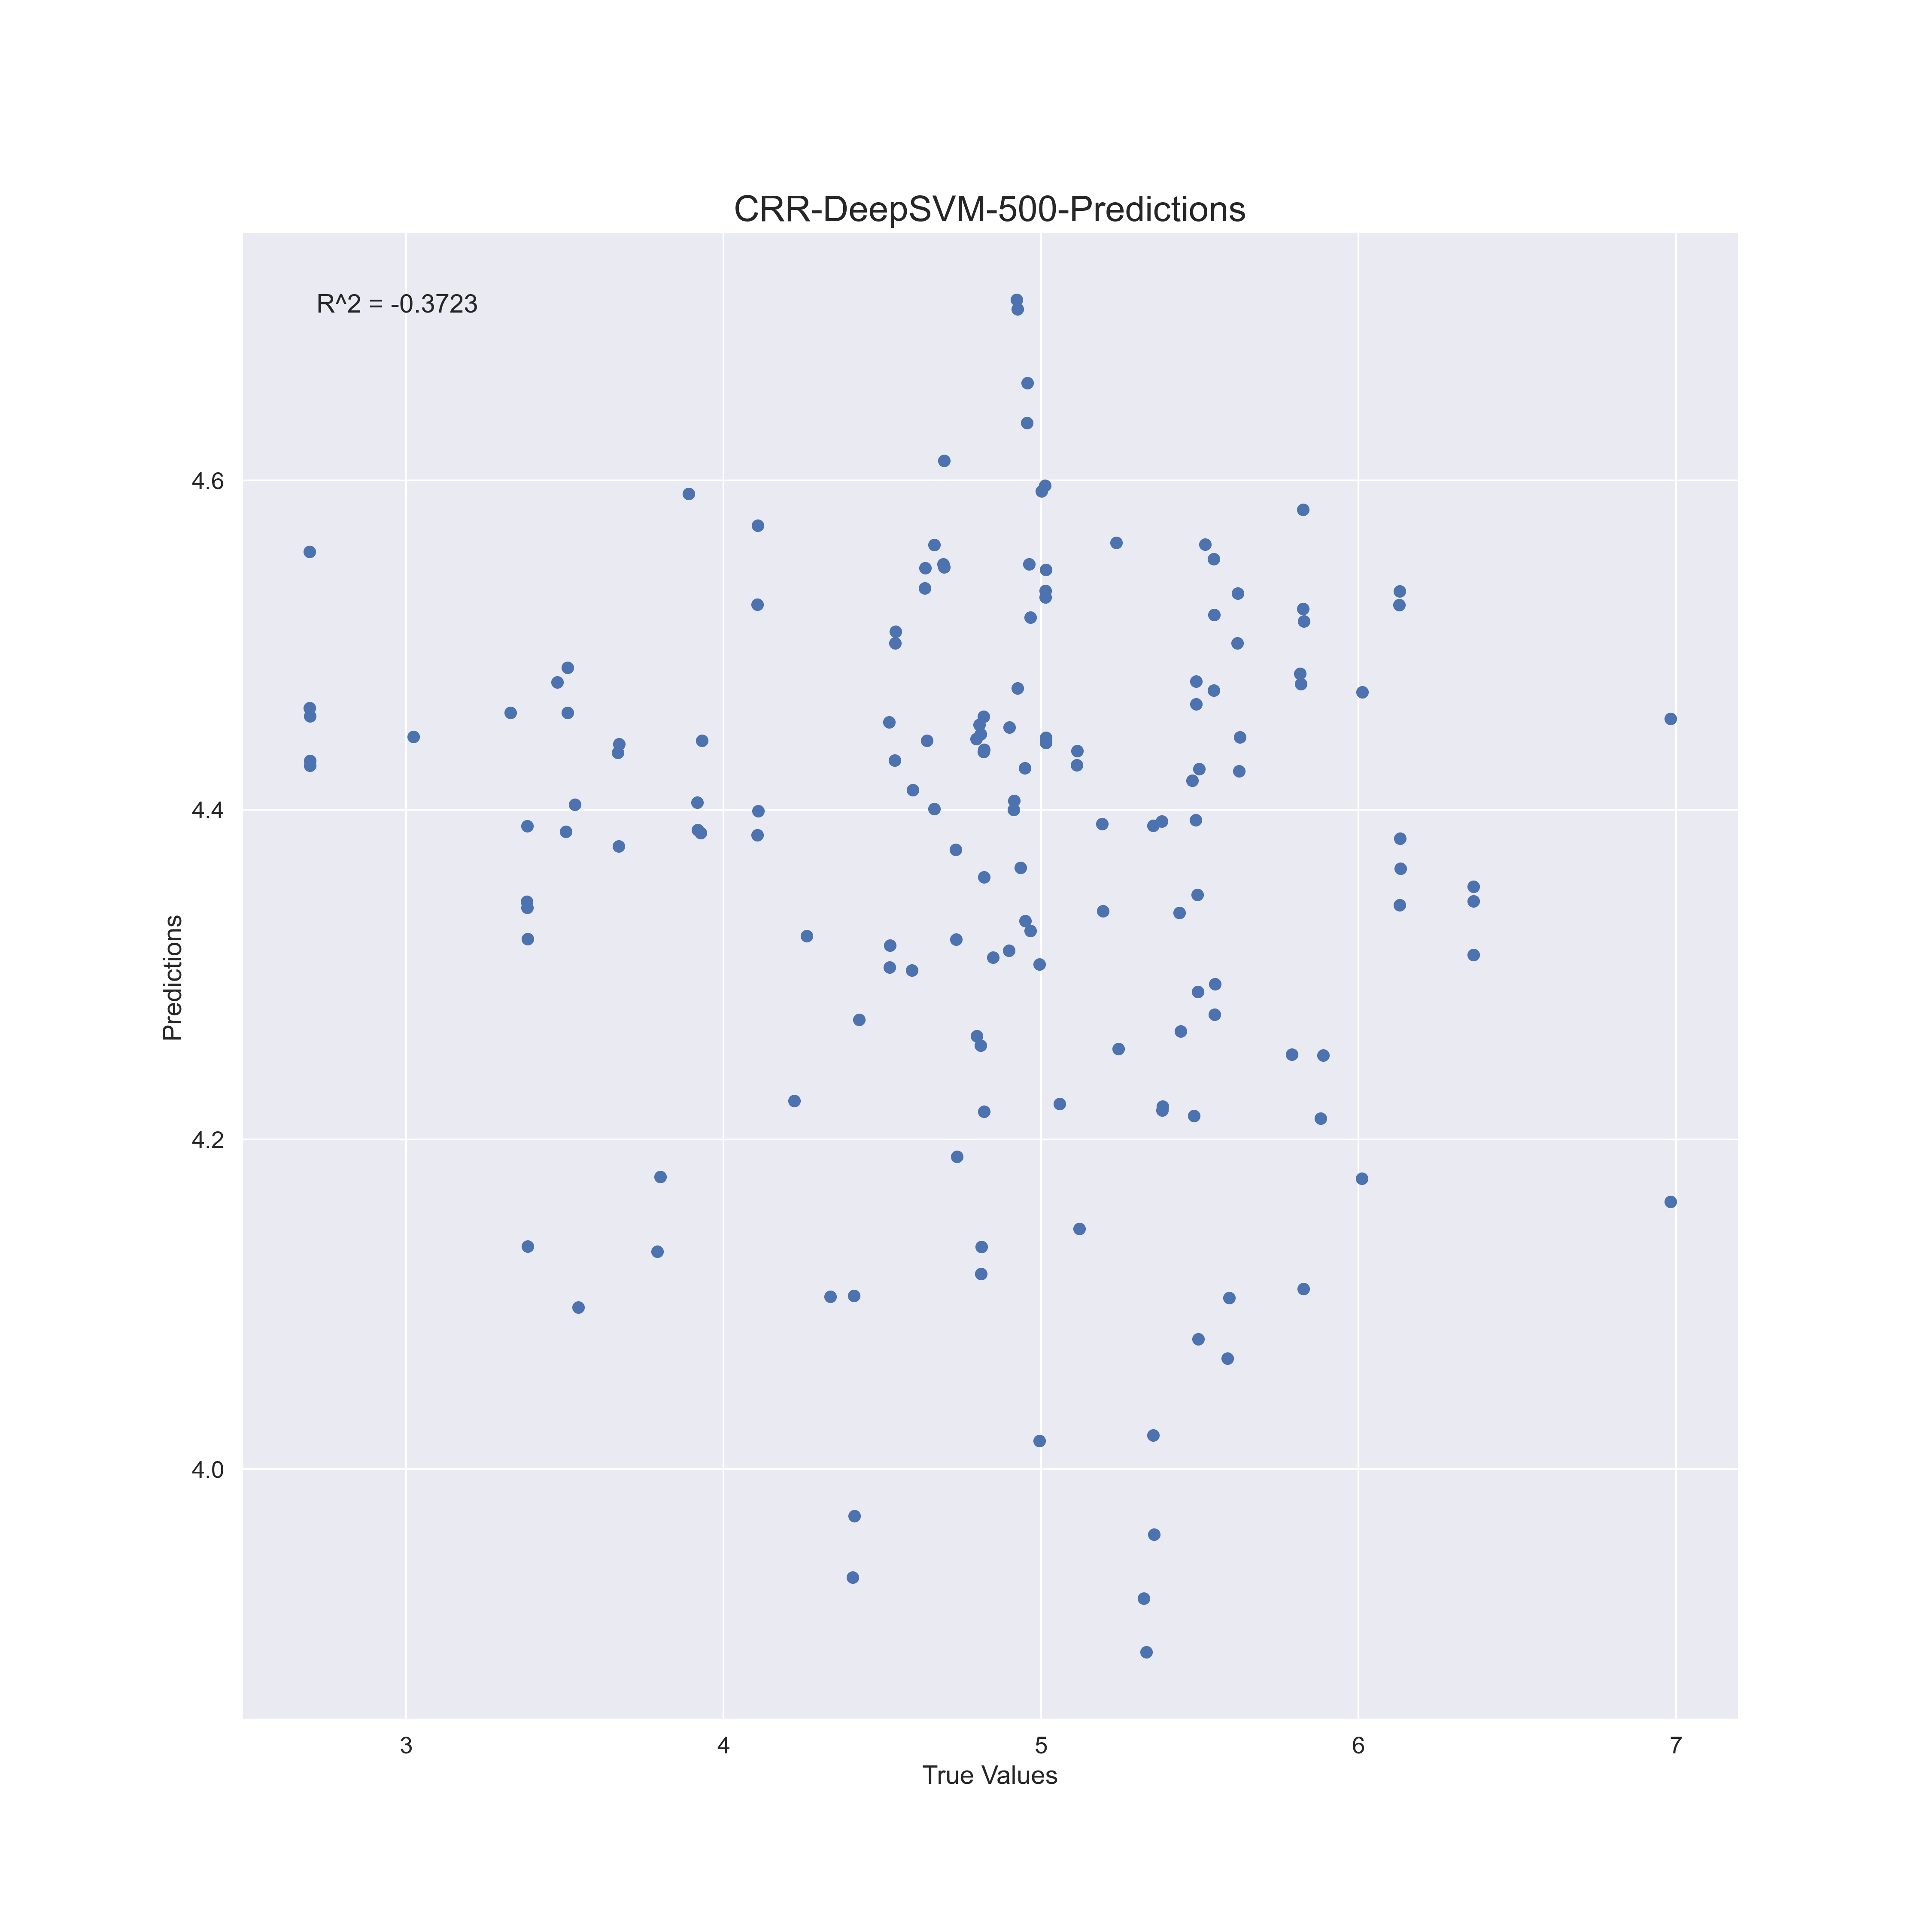 CRR-DeepSVM-500-Predictions
R^2 = -0.3723
Predictions
4.6
4.4
4.2
4.0
3 4 5 6 7
True Values